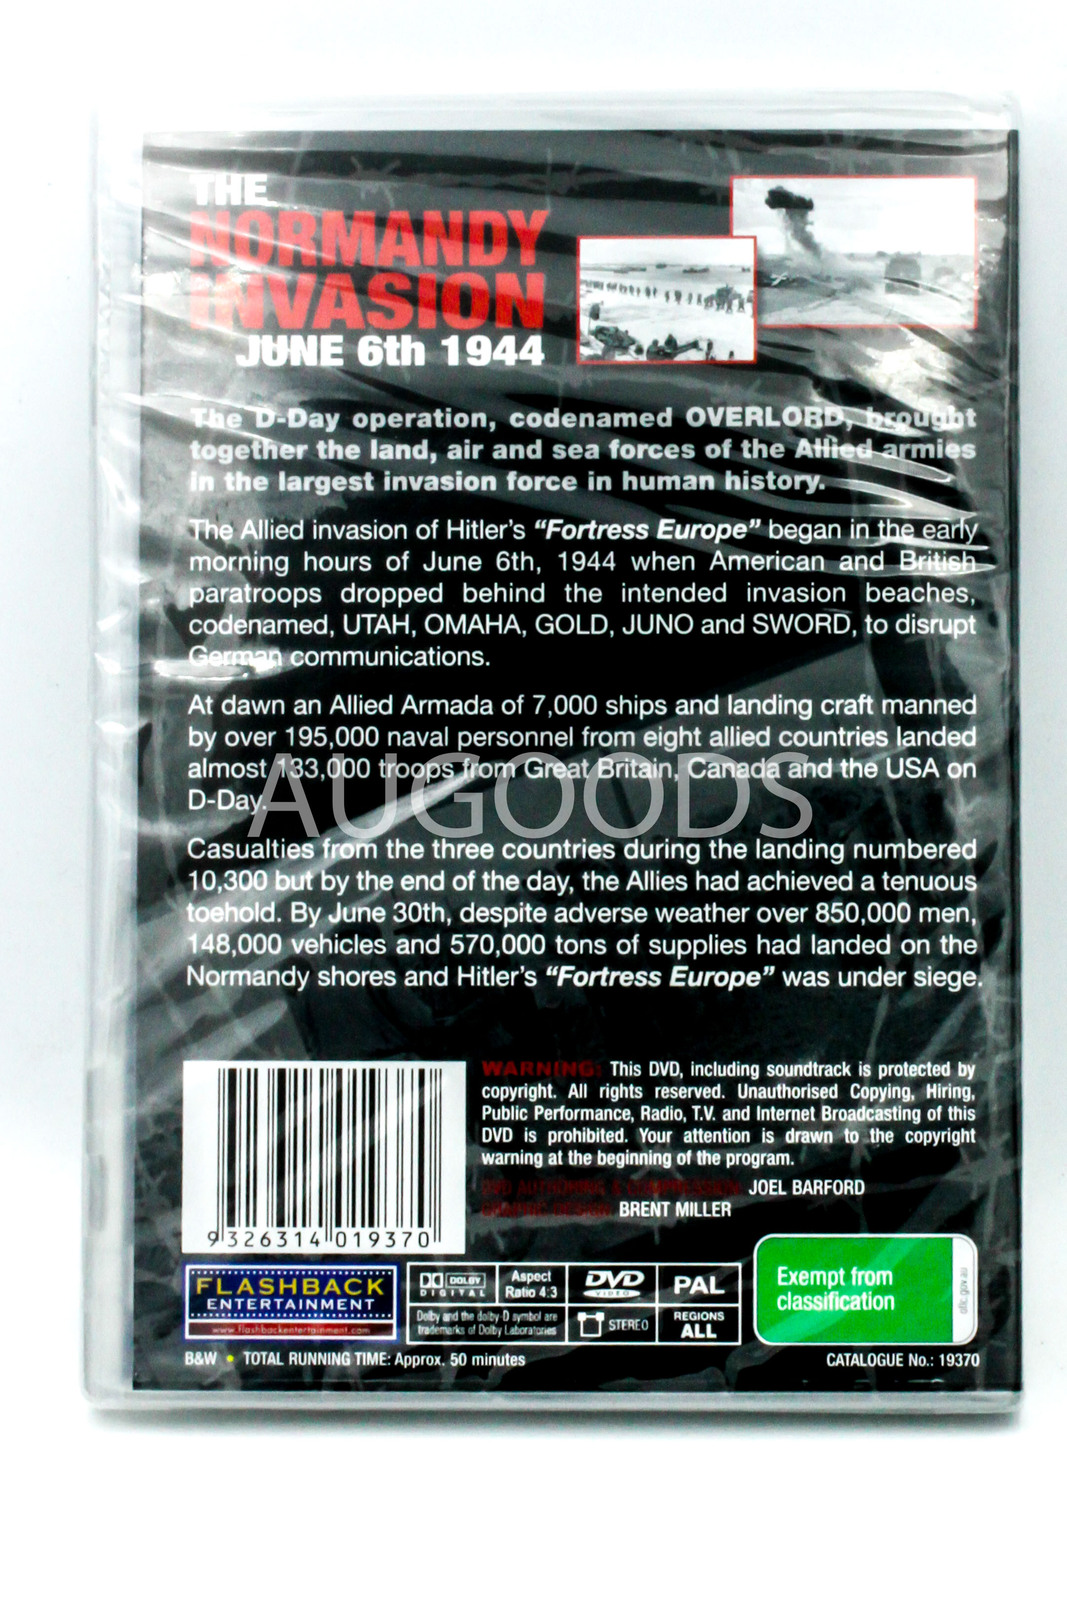 THE
NORMANDY
INVASION
JUNE 6th 1944
The D-Day operation, codenamed OVERLORD, brought
together the land, air and sea forces of the Allied armies
in the largest invasion force in human history.
The Allied invasion of Hitler's “Fortress Europe” began in the early
morning hours of June 6th, 1944 when American and British
paratroops dropped behind the intended invasion beaches,
codenamed, UTAH, OMAHA, GOLD, JUNO and SWORD, to disrupt
German communications.
At dawn an Allied Armada of 7,000 ships and landing craft manned
by over 195,000 naval personnel from eight allied countries landed
almost 133,000 troops from Great Britain, Canada and the USA on
D-Day.
AUGOODS
Casualties from the three countries during the landing numbered
10,300 but by the end of the day, the Allies had achieved a tenuous
toehold. By June 30th, despite adverse weather over 850,000 men,
148,000 vehicles and 570,000 tons of supplies had landed on the
Normandy shores and Hitler's “Fortress Europe” was under siege.
WARNING: This DVD, including soundtrack is protected by
copyright. All rights reserved. Unauthorised Copying, Hiring,
Public Performance, Radio, T.V. and Internet Broadcasting of this
DVD is prohibited. Your attention is drawn to the copyright
warning at the beginning of the program.
DVD AUTHORING & COMPRESSION: JOEL BARFORD
GRAPHIC DESIGN: BRENT MILLER
9 326314 019370
FLASHBACK
ENTERTAINMENT
www.flashbackentertainment.com
DOLBY
DIGITAL
Aspect
Ratio 4:3
DVD
VIDEO
PAL
Dolby and the dolby-D symbol are
trademarks of Dolby Laboratories
STEREO
REGIONS
ALL
Exempt from
classification
oflc.gov.au
B&W • TOTAL RUNNING TIME: Approx. 50 minutes
CATALOGUE No.: 19370